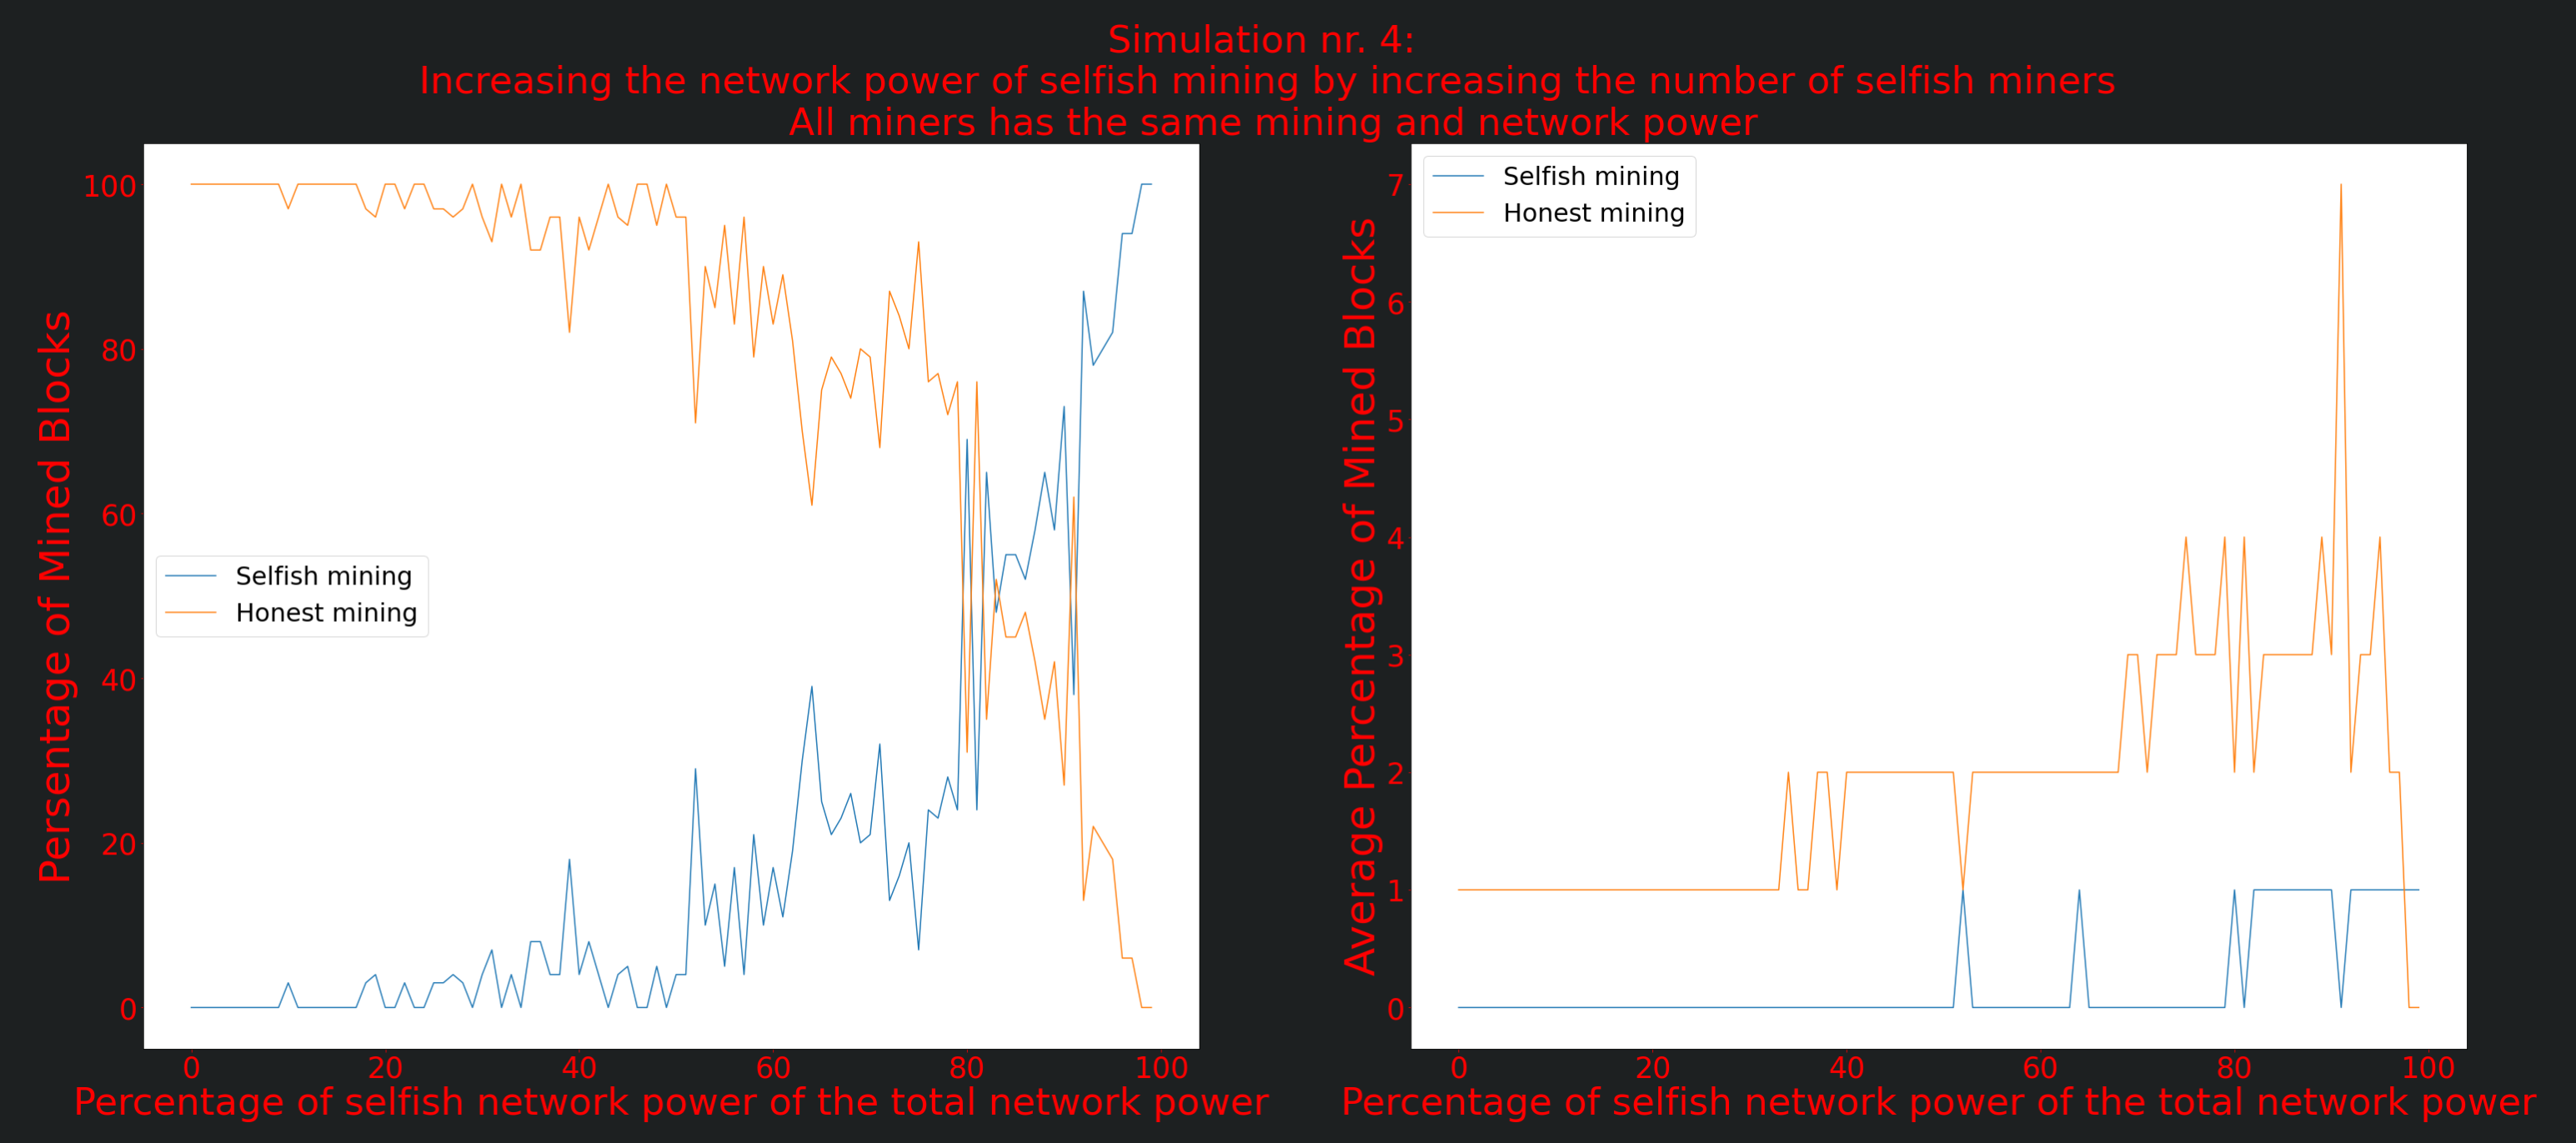 Simulation nr. 4:
Increasing the network power of selfish mining by increasing the number of selfish miners
All miners has the same mining and network power
Persentage of Mined Blocks
100
80
60
40
20
0
Selfish mining
Honest mining
0 20 40 60 80 100
Percentage of selfish network power of the total network power
Average Percentage of Mined Blocks
7
6
5
4
3
2
1
0
Selfish mining
Honest mining
0 20 40 60 80 100
Percentage of selfish network power of the total network power